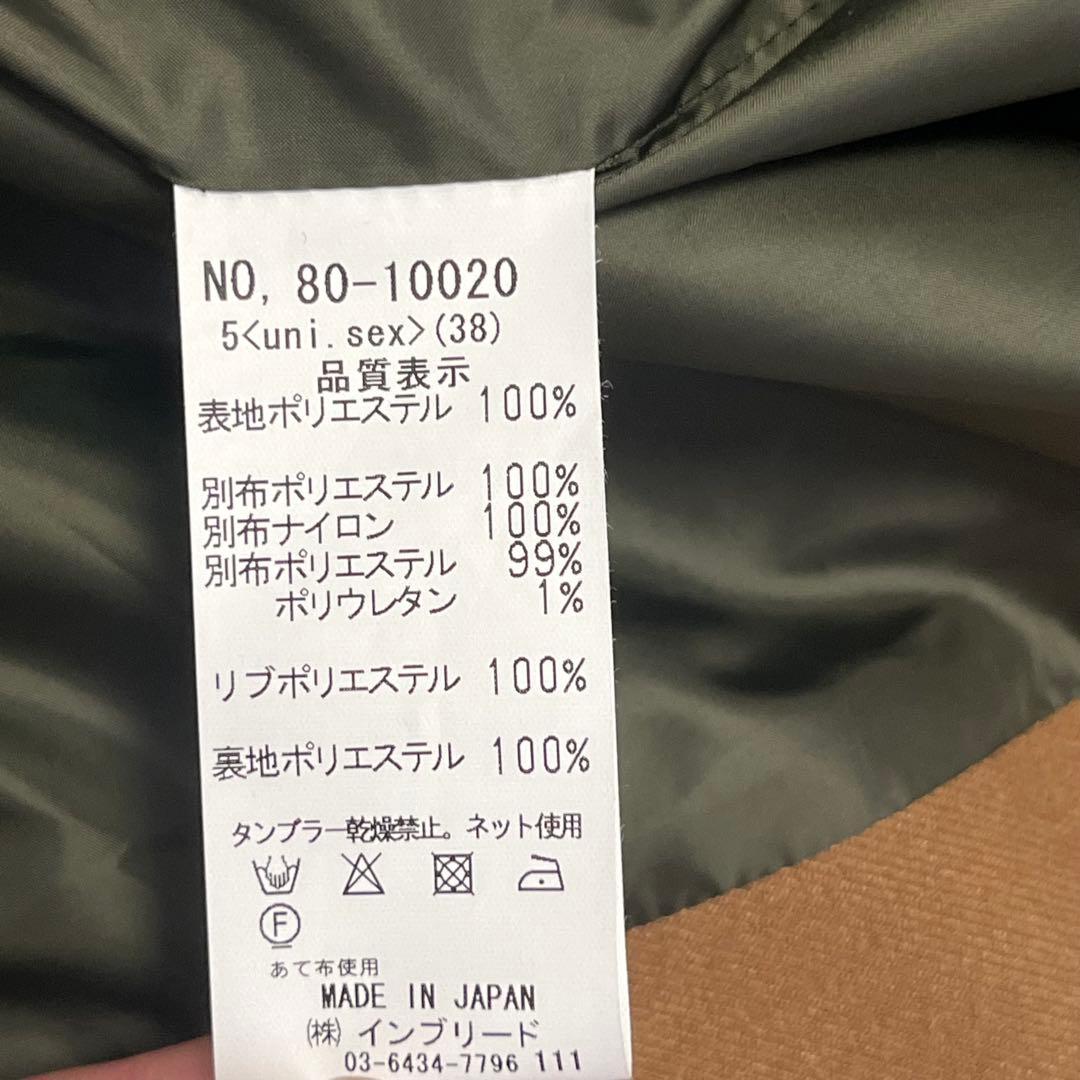 NO, 80-10020
5<uni.sex>(38)
品質表示
表地ポリエステル 100%
別布ポリエステル 100%
別布ナイロン 100%
別布ポリエステル 99%
ポリウレタン 1%
リブポリエステル 100%
裏地ポリエステル 100%
タンブラー乾燥禁止。ネット使用
F
あて布使用
MADE IN JAPAN
㈱ インブリード
03-6434-7796 111